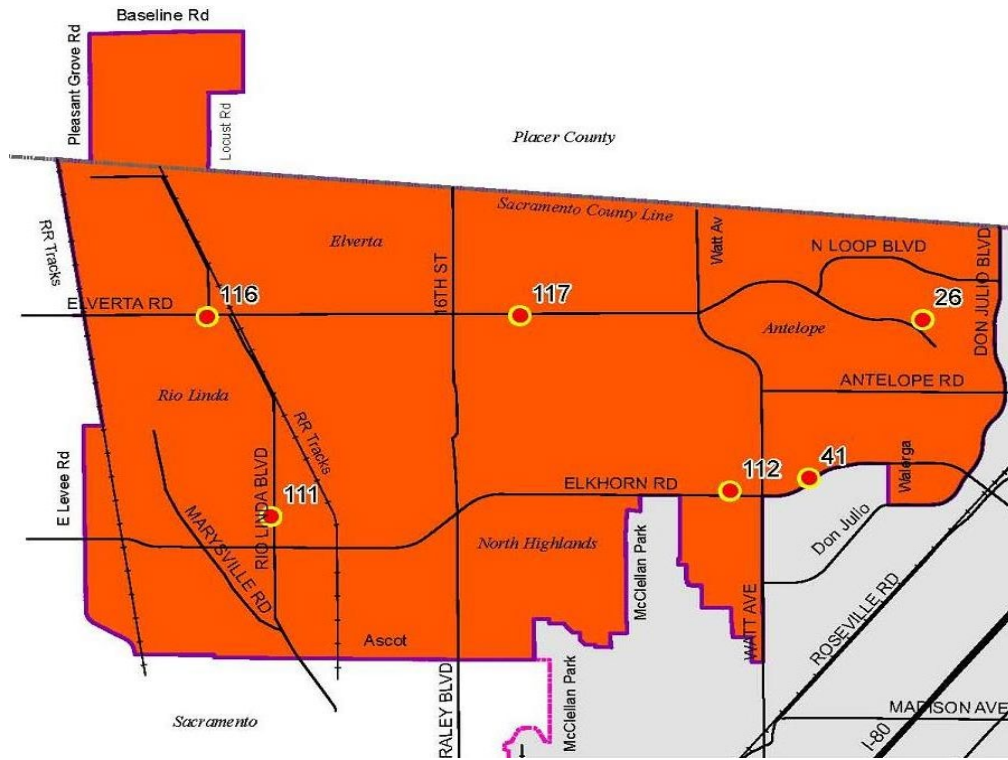 Baseline Rd
Pleasant Grove Rd
Locust Rd
Placer County
Sacramento County Line
Elverta
RR Tracks
Watt Av
N LOOP BLVD
DON JULIO BLVD
16TH ST
ELVERTA RD
116
117
26
Antelope
ANTELOPE RD
Rio Linda
RR Tracks
E Levee Rd
RIO LINDA BLVD
111
MARYSVILLE RD
ELKHORN RD
112
41
Walerga
Don Julio
North Highlands
McClellan Park
WATT AVE
ROSEVILLE RD
Ascot
Sacramento
RALEY BLVD
McClellan Park
MADISON AVE
I-80